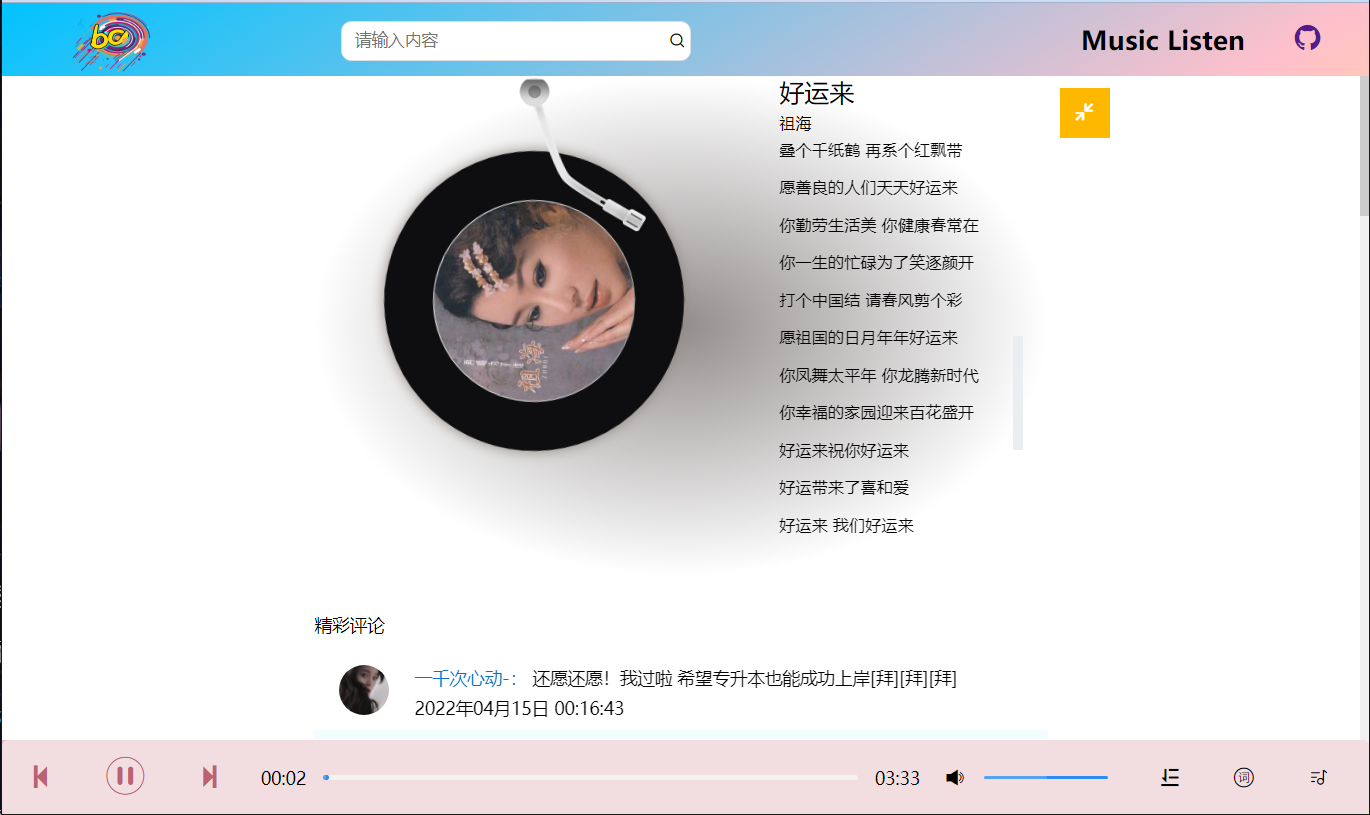 bc
请输入内容
Music Listen
好运来
祖海
叠个千纸鹤 再系个红飘带
愿善良的人们天天好运来
你勤劳生活美 你健康春常在
你一生的忙碌为了笑逐颜开
打个中国结 请春风剪个彩
愿祖国的日月年年好运来
你凤舞太平年 你龙腾新时代
你幸福的家园迎来百花盛开
好运来祝你好运来
好运带来了喜和爱
好运来 我们好运来
祖海
精彩评论
一千次心动-： 还愿还愿！我过啦 希望专升本也能成功上岸[拜][拜][拜]
2022年04月15日 00:16:43
00:02
03:33
词